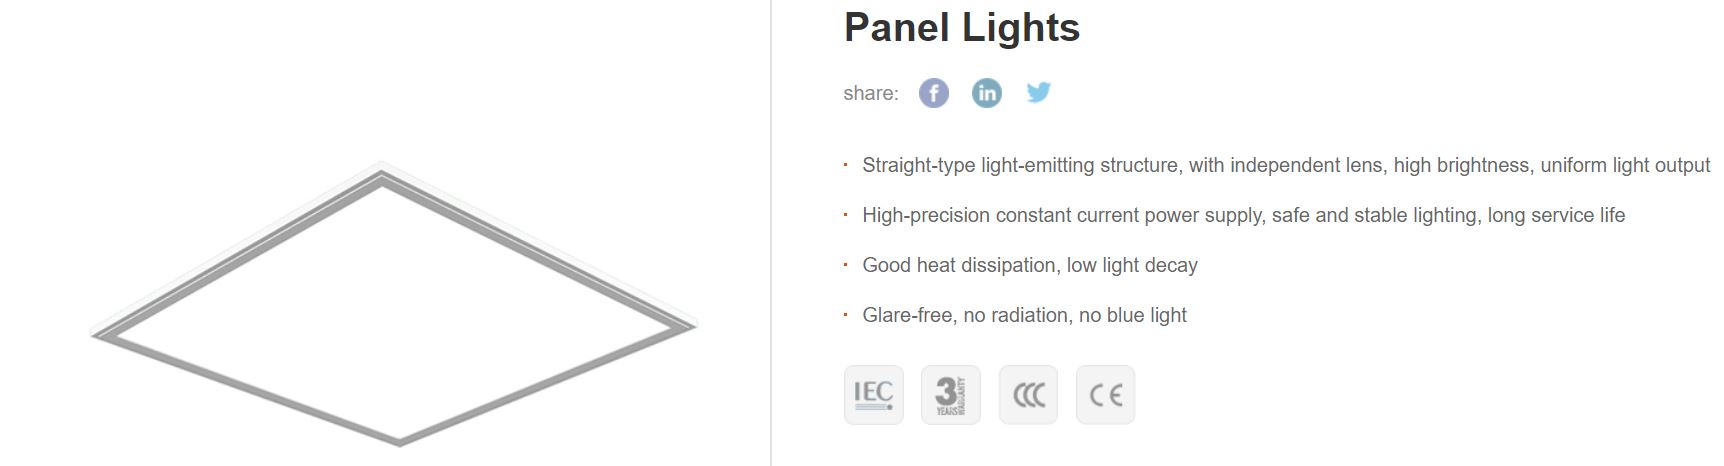 Panel Lights
share:
Straight-type light-emitting structure, with independent lens, high brightness, uniform light output
High-precision constant current power supply, safe and stable lighting, long service life
Good heat dissipation, low light decay
Glare-free, no radiation, no blue light
IEC
3 YEARS WARRANTY
CCC
CE